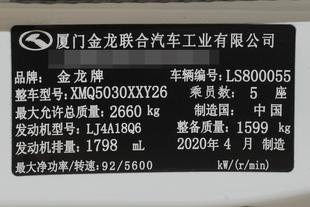 厦门金龙联合汽车工业有限公司
品牌：金龙牌 车辆编号：LS800055
整车型号：XMQ5030XXY26 乘员数：5 座
最大允许总质量：2660 kg 制造国：中国
发动机型号：LJ4A18Q6 整备质量：1599 kg
发动机排量：1798 mL 2020年4月 制造
最大净功率/转速：92/5600 kW/(r/min)